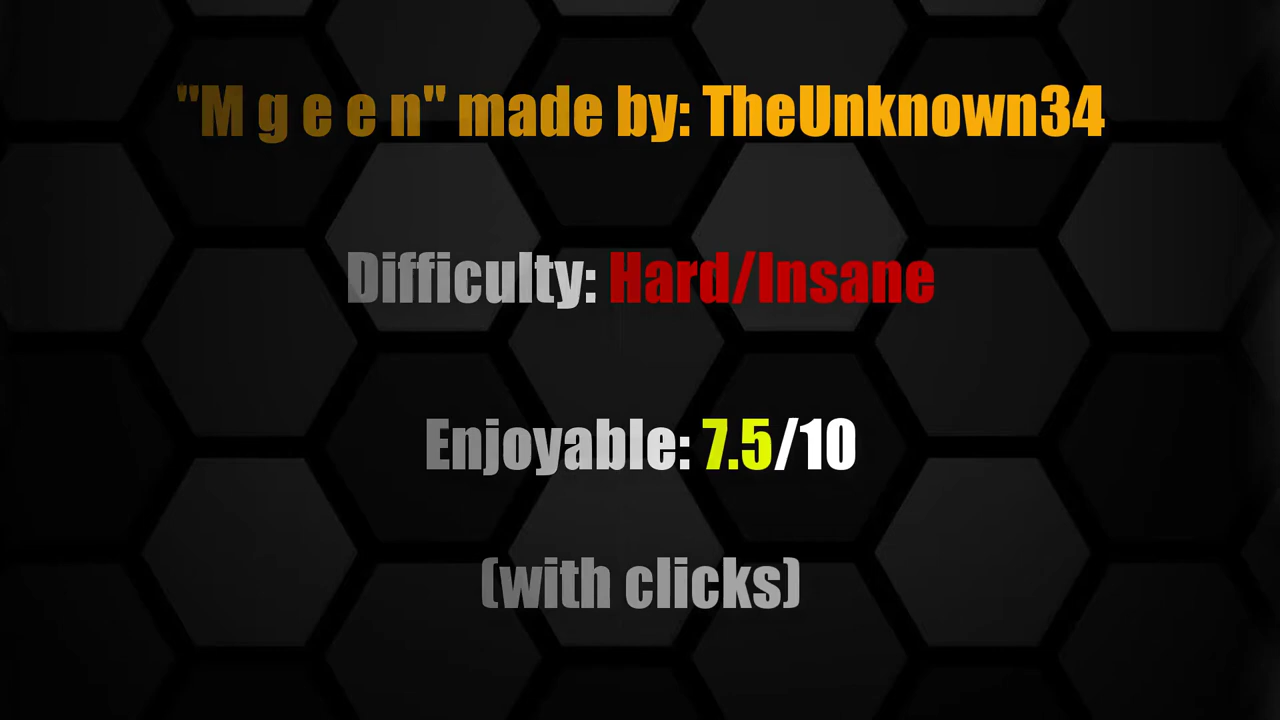 "M g e e n" made by: TheUnknown34
Difficulty: Hard/Insane
Enjoyable: 7.5/10
(with clicks)